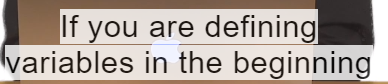 If you are defining
variables in the beginning